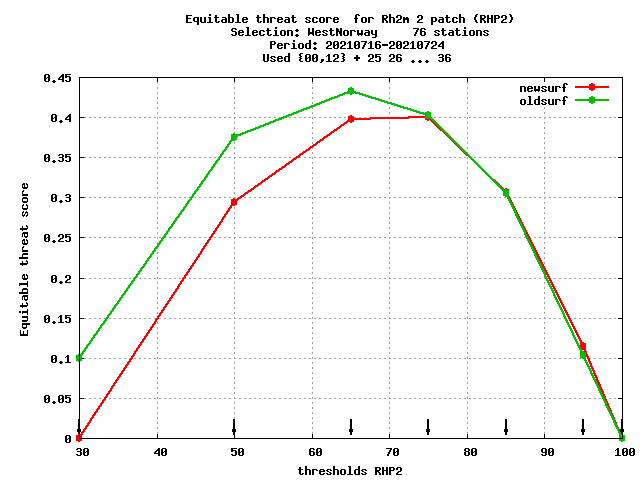 Equitable threat score  for Rh2m 2 patch (RHP2)
Selection: WestNorway     76 stations
Period: 20210716-20210724
Used {00,12} + 25 26 ... 36
newsurf
oldsurf
0.45
0.4
0.35
0.3
0.25
0.2
0.15
0.1
0.05
0
Equitable threat score
30 40 50 60 70 80 90 100
thresholds RHP2